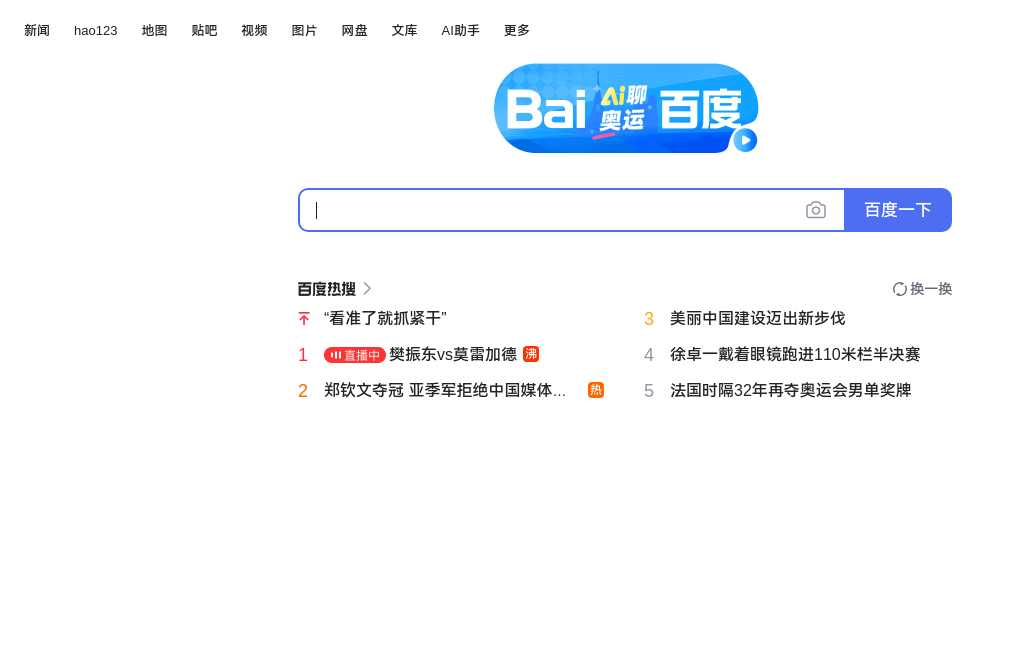 新闻 hao123 地图 贴吧 视频 图片 网盘 文库 AI助手 更多
Bai Ai聊奥运 百度
百度一下
百度热搜 换一换
“看准了就抓紧干”
1 直播中 樊振东vs莫雷加德 沸
2 郑钦文夺冠 亚季军拒绝中国媒体... 热
3 美丽中国建设迈出新步伐
4 徐卓一戴着眼镜跑进110米栏半决赛
5 法国时隔32年再夺奥运会男单奖牌